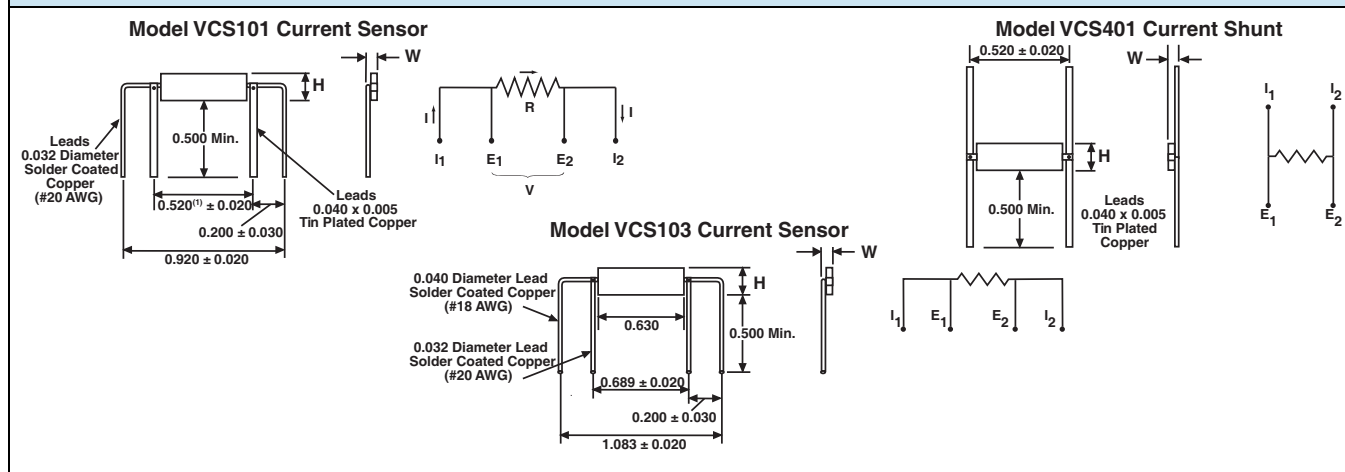 Model VCS101 Current Sensor
W
H
Leads
0.032 Diameter
Solder Coated
Copper
(#20 AWG)
0.500 Min.
0.520(1) ± 0.020
0.200 ± 0.030
0.920 ± 0.020
Leads
0.040 x 0.005
Tin Plated Copper
R
I
I
I1
E1
E2
I2
V
Model VCS103 Current Sensor
W
H
0.040 Diameter Lead
Solder Coated Copper
(#18 AWG)
0.630
0.500 Min.
0.032 Diameter Lead
Solder Coated Copper
(#20 AWG)
0.689 ± 0.020
0.200 ± 0.030
1.083 ± 0.020
Model VCS401 Current Shunt
0.520 ± 0.020
W
H
0.500 Min.
Leads
0.040 x 0.005
Tin Plated
Copper
I1
I2
E1
E2
I1
E1
E2
I2